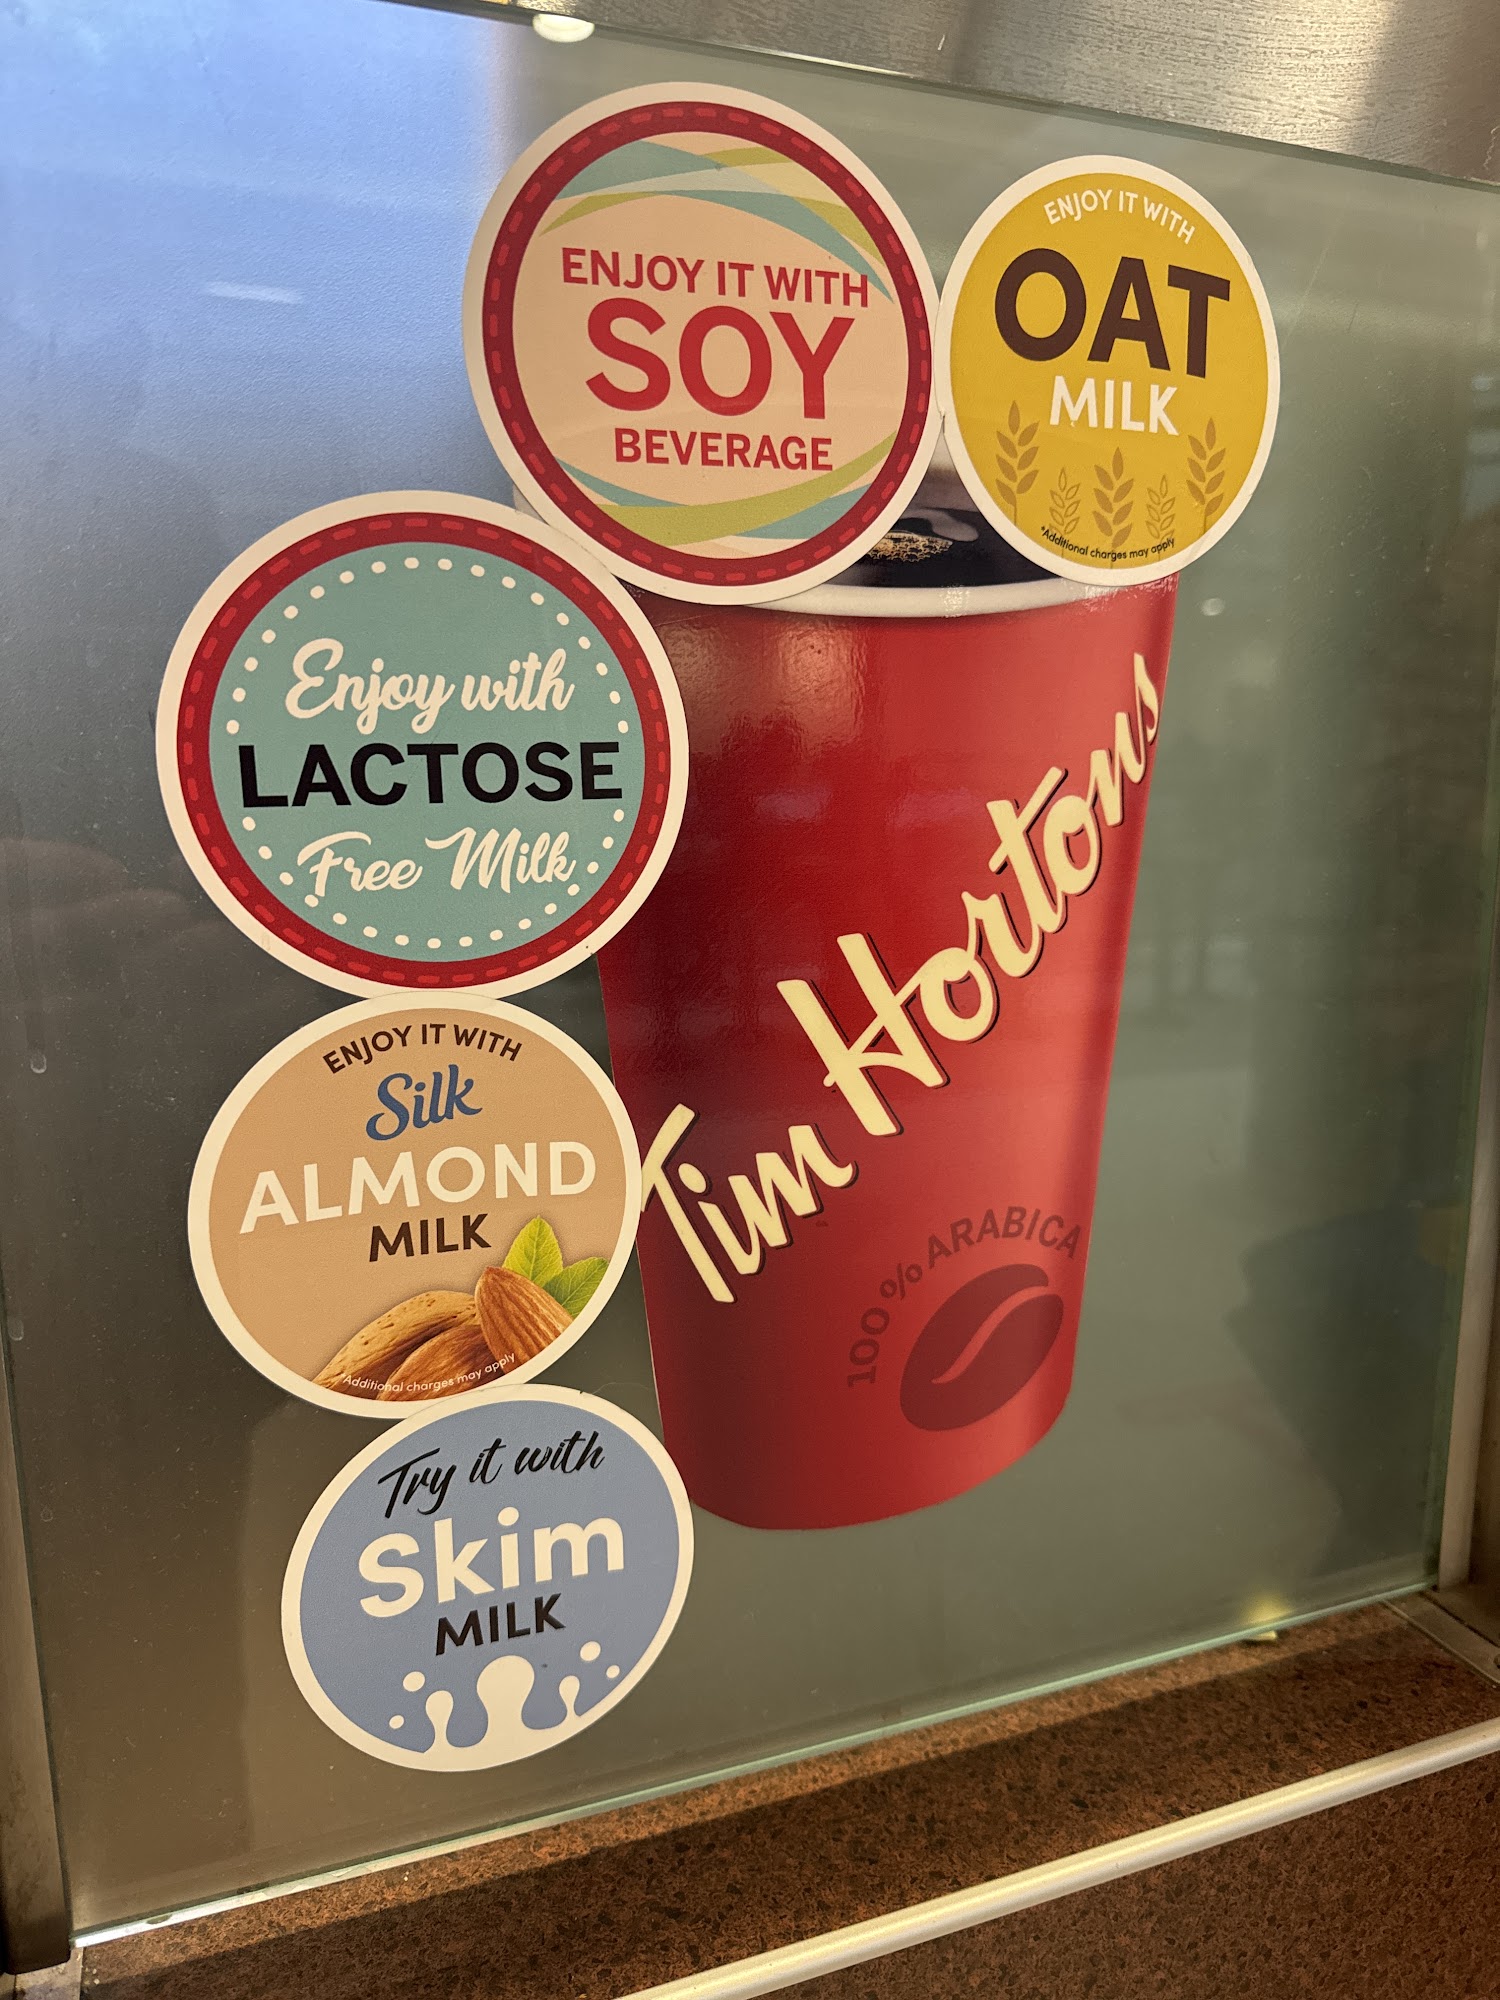 ENJOY IT WITH
SOY
BEVERAGE
ENJOY IT WITH
OAT
MILK
*Additional charges may apply
Enjoy with
LACTOSE
Free Milk
ENJOY IT WITH
Silk
ALMOND
MILK
*Additional charges may apply
Try it with
Skim
MILK
Tim Hortons
100% ARABICA